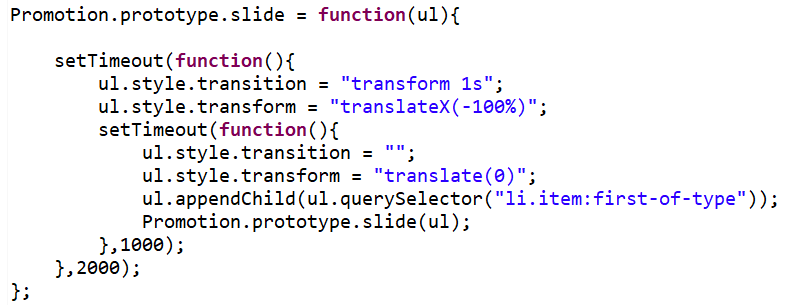 Promotion.prototype.slide = function(ul){
setTimeout(function(){
ul.style.transition = "transform 1s";
ul.style.transform = "translateX(-100%)";
setTimeout(function(){
ul.style.transition = "";
ul.style.transform = "translate(0)";
ul.appendChild(ul.querySelector("li.item:first-of-type"));
Promotion.prototype.slide(ul);
},1000);
},2000);
};